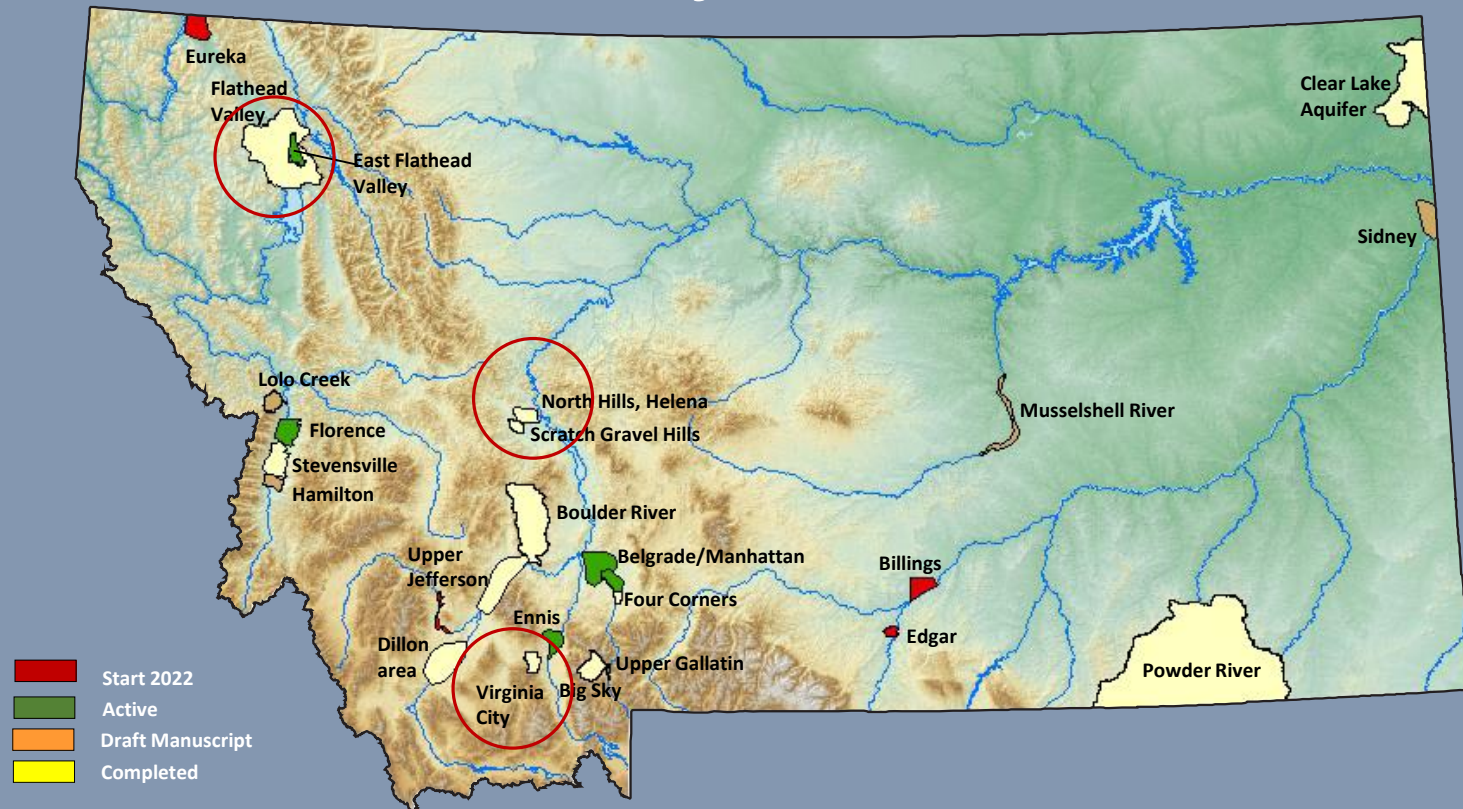 Eureka
Flathead
Valley
East Flathead
Valley
Clear Lake
Aquifer
Sidney
Lolo Creek
Florence
Stevensville
Hamilton
North Hills, Helena
Scratch Gravel Hills
Musselshell River
Boulder River
Upper
Jefferson
Belgrade/Manhattan
Four Corners
Billings
Edgar
Ennis
Dillon
area
Virginia
City
Big Sky
Upper Gallatin
Powder River
Start 2022
Active
Draft Manuscript
Completed